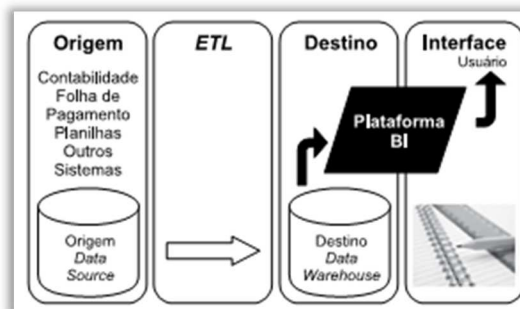 Origem
Contabilidade
Folha de
Pagamento
Planilhas
Outros
Sistemas
Origem
Data
Source
ETL
Destino
Destino
Data
Warehouse
Plataforma
BI
Interface
Usuário